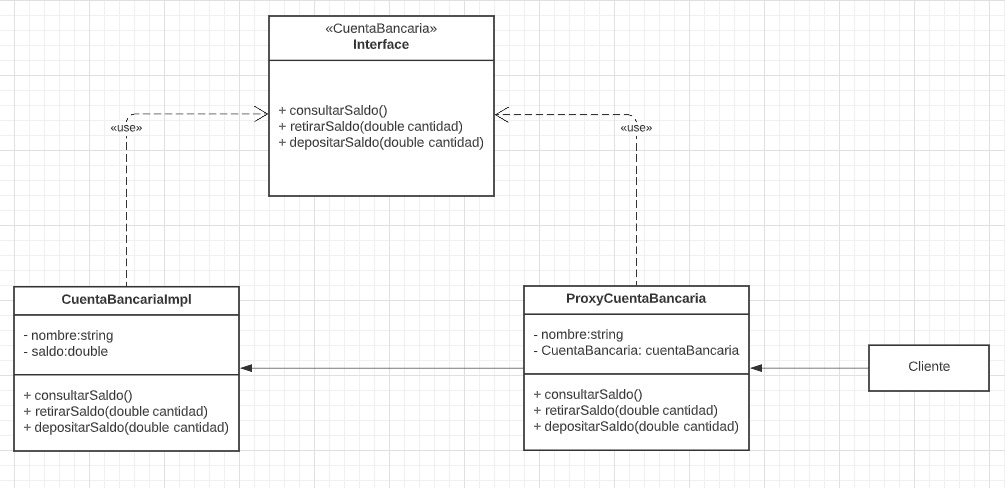 «CuentaBancaria»
Interface
+ consultarSaldo()
+ retirarSaldo(double cantidad)
+ depositarSaldo(double cantidad)
«use»
«use»
CuentaBancariaImpl
- nombre:string
- saldo:double
+ consultarSaldo()
+ retirarSaldo(double cantidad)
+ depositarSaldo(double cantidad)
ProxyCuentaBancaria
- nombre:string
- CuentaBancaria: cuentaBancaria
+ consultarSaldo()
+ retirarSaldo(double cantidad)
+ depositarSaldo(double cantidad)
Cliente